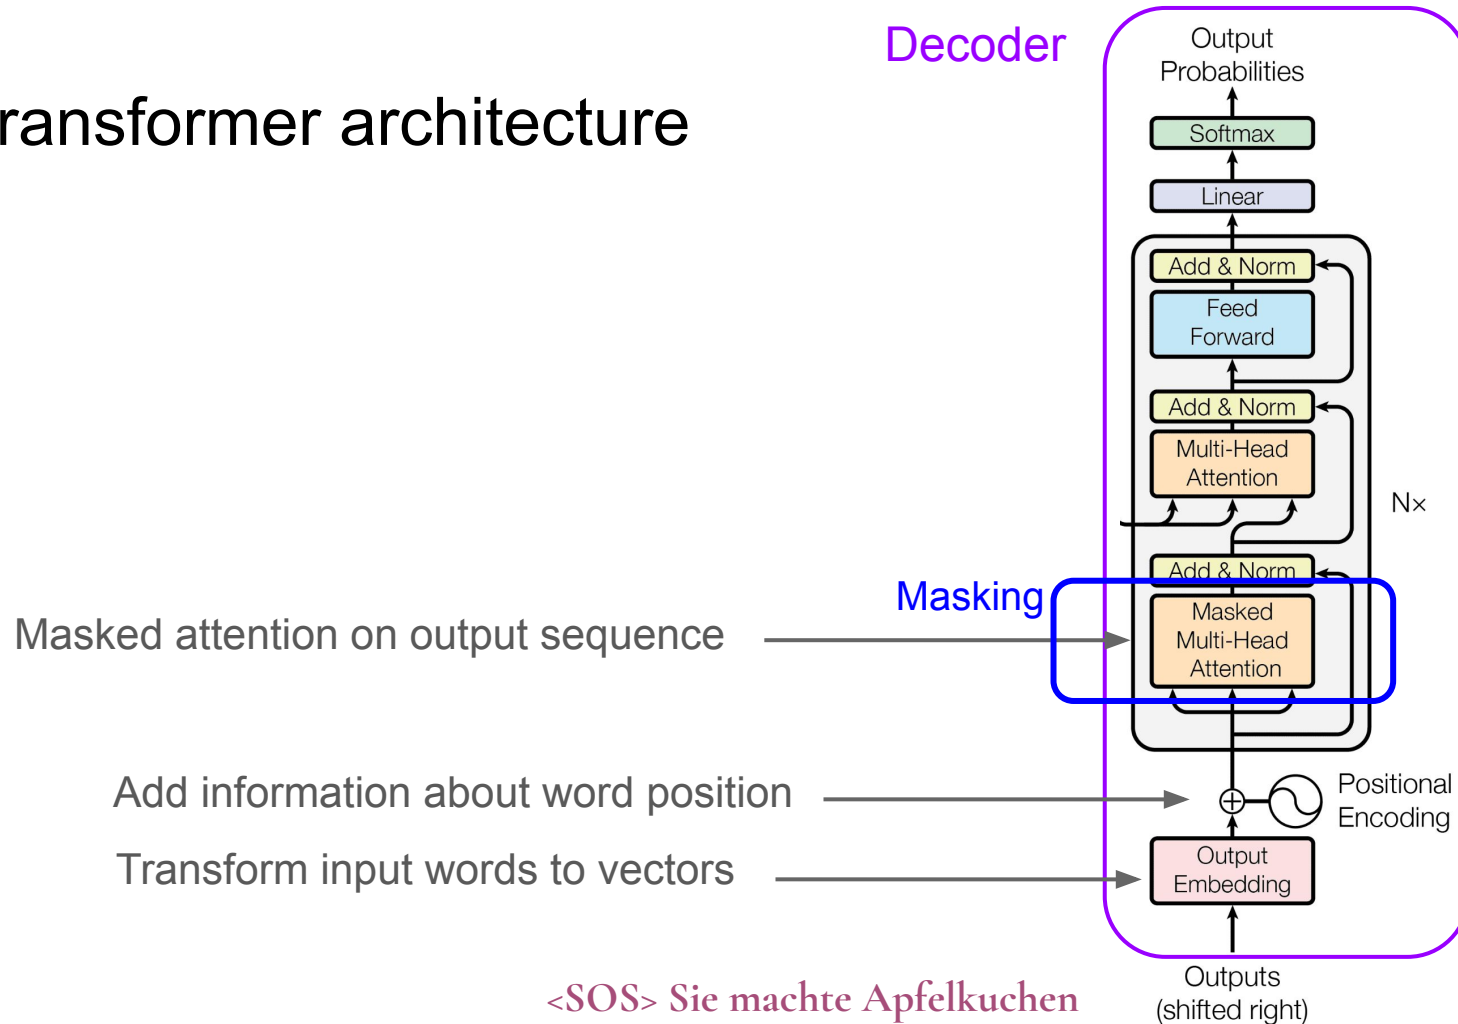 Decoder
ransformer architecture
Output
Probabilities
Softmax
Linear
Add & Norm
Feed
Forward
Add & Norm
Multi-Head
Attention
N×
Add & Norm
Masking
Masked
Multi-Head
Attention
Masked attention on output sequence
Add information about word position
Positional
Encoding
Transform input words to vectors
Output
Embedding
<SOS> Sie machte Apfelkuchen
Outputs
(shifted right)